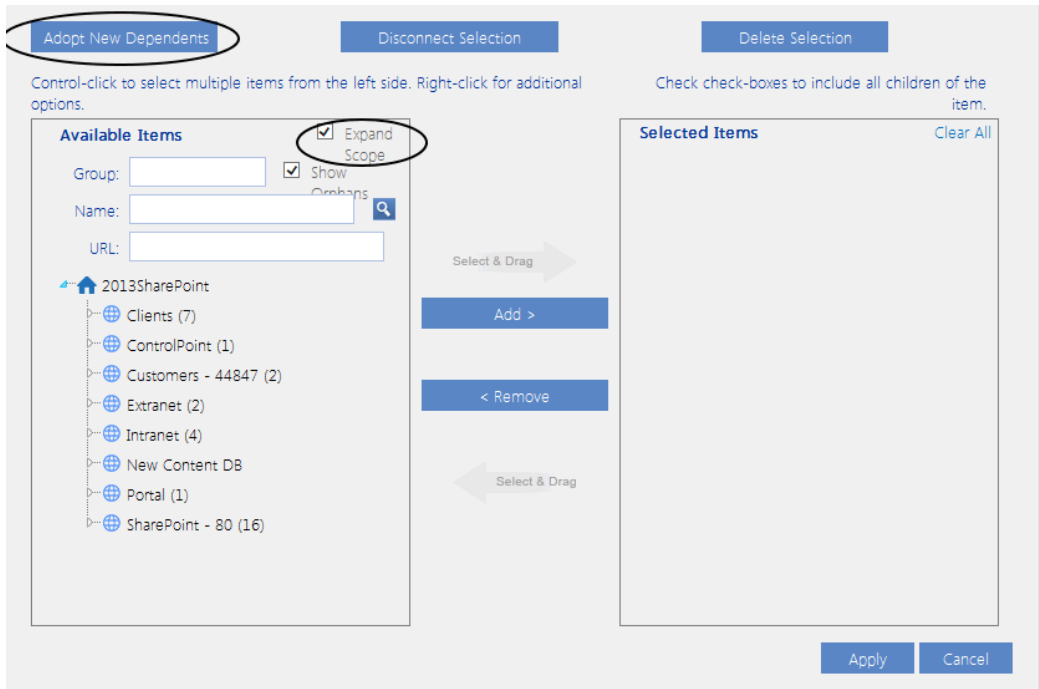 Adopt New Dependents
Disconnect Selection
Delete Selection
Control-click to select multiple items from the left side. Right-click for additional
options.
Check check-boxes to include all children of the
item.
Available Items
Expand
Scope
Group:
Show
Orphans
Name:
URL:
2013SharePoint
Clients (7)
ControlPoint (1)
Customers - 44847 (2)
Extranet (2)
Intranet (4)
New Content DB
Portal (1)
SharePoint - 80 (16)
Select & Drag
Add >
< Remove
Select & Drag
Selected Items
Clear All
Apply
Cancel